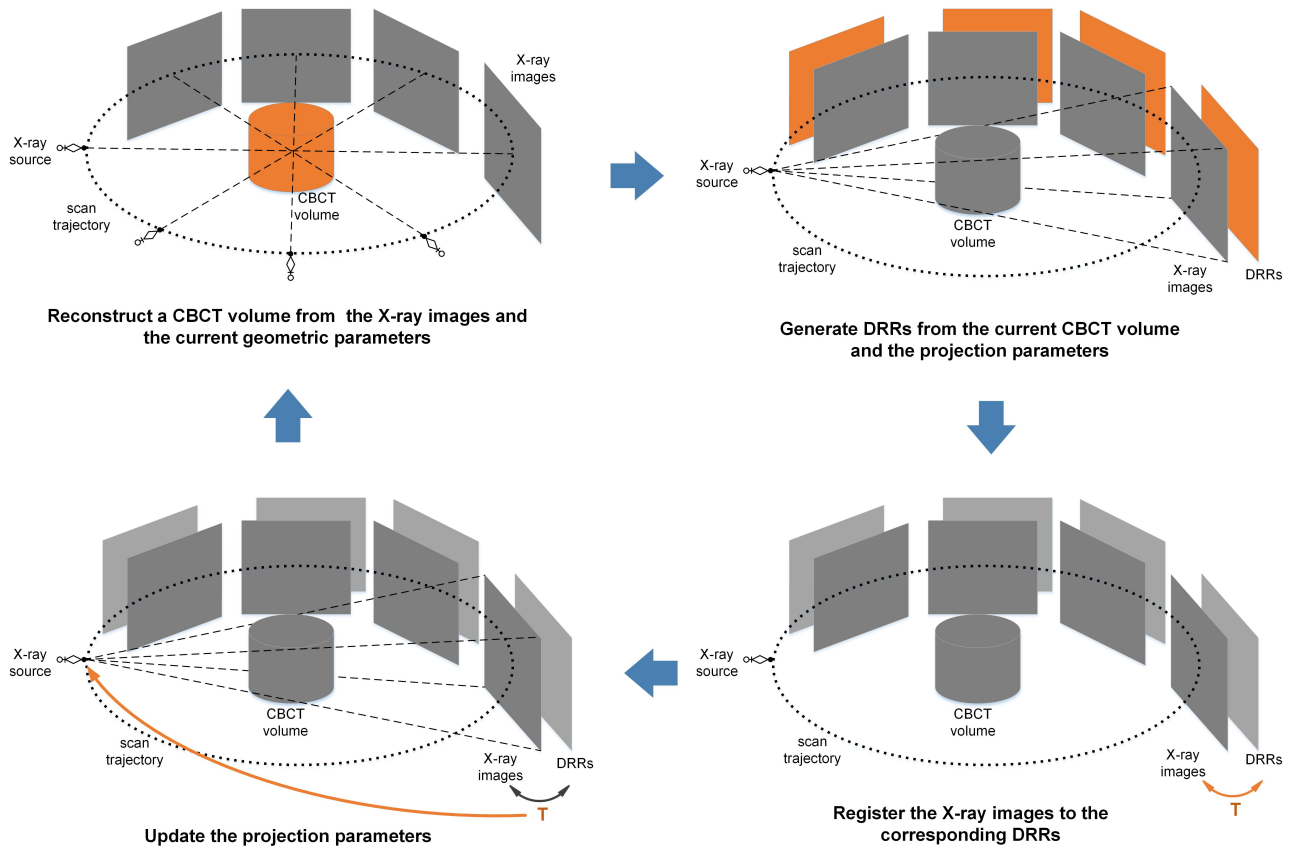 X-ray
images
X-ray
source
CBCT
volume
scan
trajectory
Reconstruct a CBCT volume from the X-ray images and
the current geometric parameters
X-ray
source
CBCT
volume
scan
trajectory
X-ray
images
DRRs
Generate DRRs from the current CBCT volume
and the projection parameters
X-ray
source
CBCT
volume
scan
trajectory
X-ray
images
DRRs
T
Register the X-ray images to the
corresponding DRRs
X-ray
source
CBCT
volume
scan
trajectory
X-ray
images
DRRs
T
Update the projection parameters